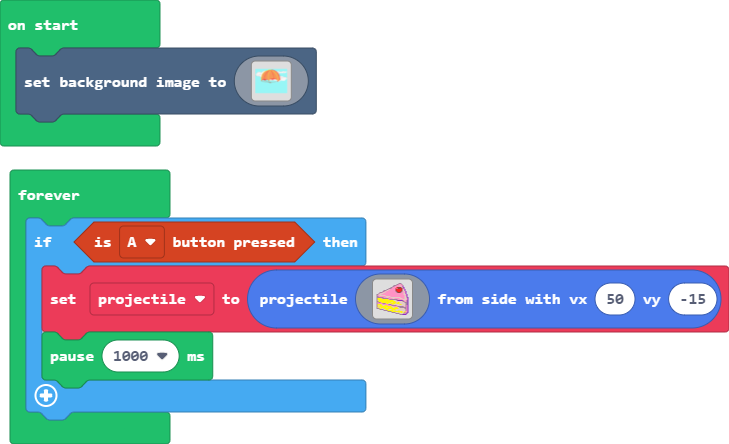 on start
set background image to
forever
if is A button pressed then
set projectile to projectile from side with vx 50 vy -15
pause 1000 ms